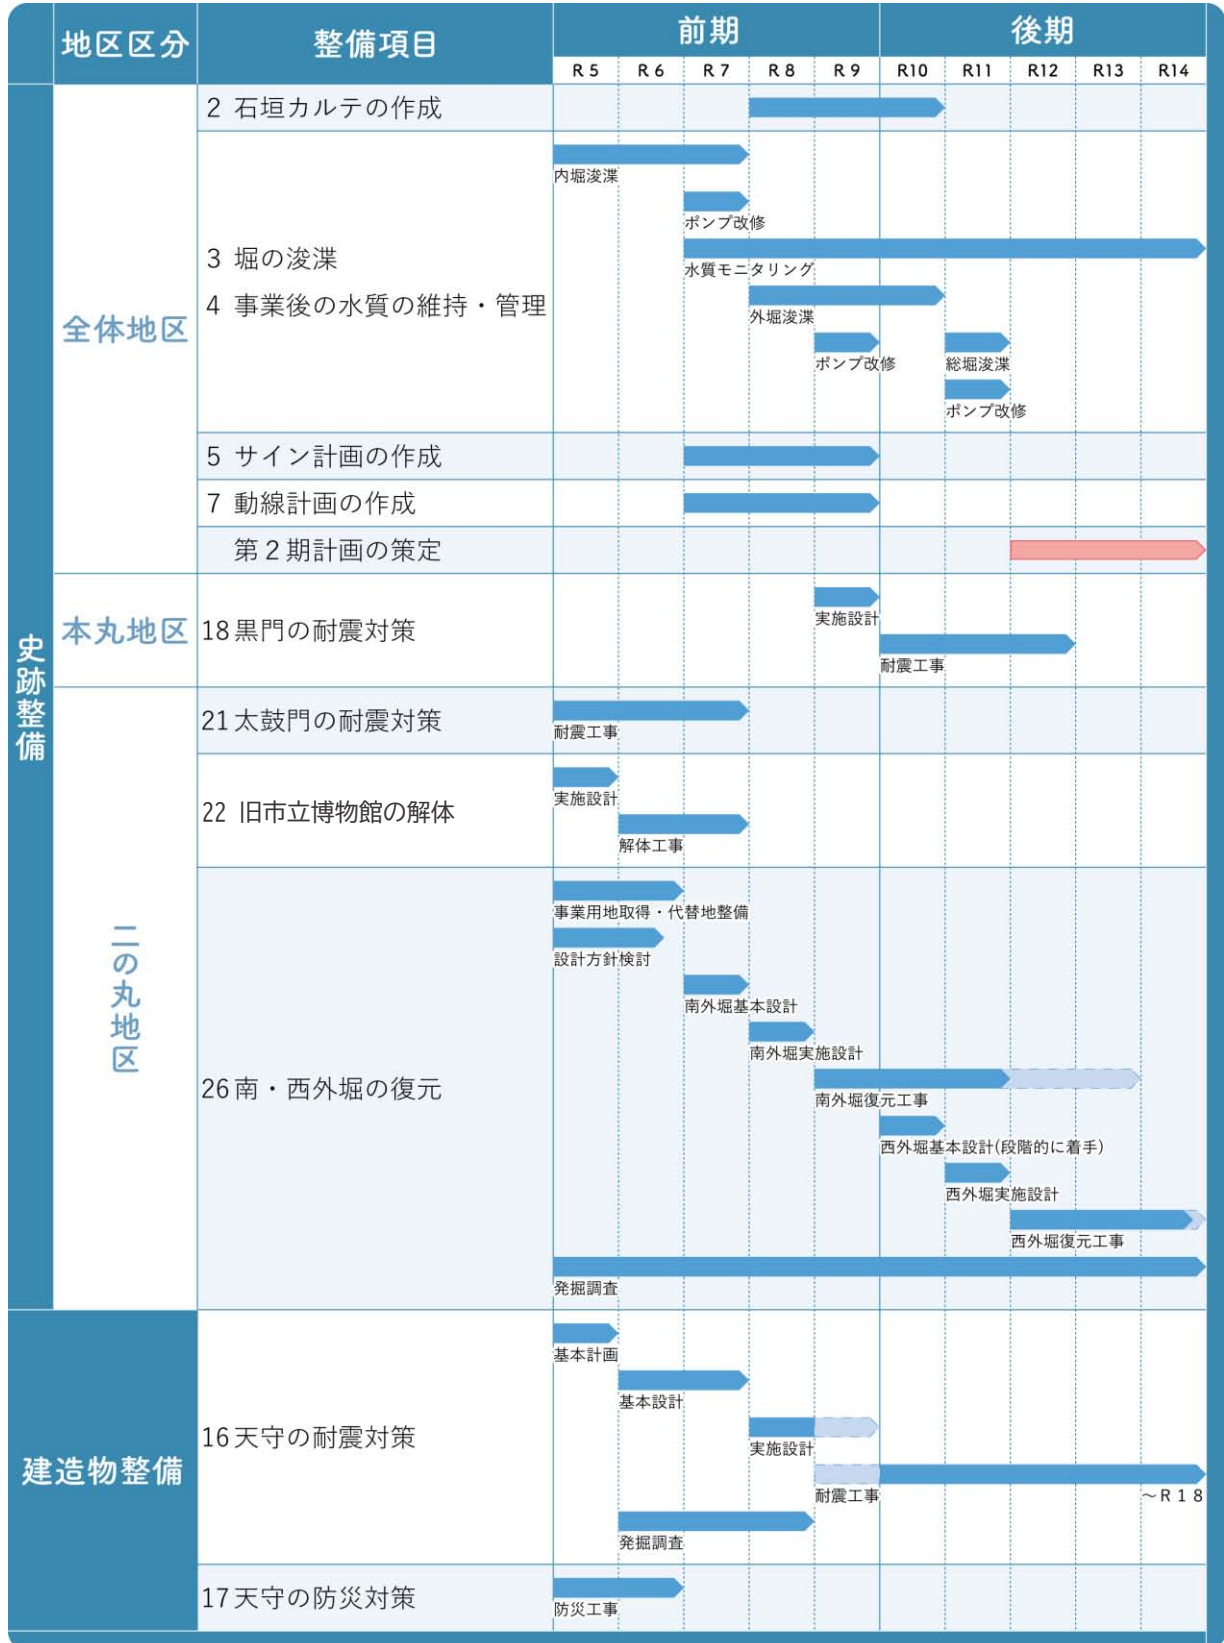 地区区分
整備項目
前期
後期
R 5 R 6 R 7 R 8 R 9 R10 R11 R12 R13 R14
史跡整備
全体地区
2 石垣カルテの作成
3 堀の浚渫
4 事業後の水質の維持・管理
内堀浚渫
ポンプ改修
水質モニタリング
外堀浚渫
ポンプ改修
総堀浚渫
ポンプ改修
5 サイン計画の作成
7 動線計画の作成
第２期計画の策定
本丸地区
18 黒門の耐震対策
実施設計
耐震工事
二の丸地区
21 太鼓門の耐震対策
耐震工事
22 旧市立博物館の解体
実施設計
解体工事
26 南・西外堀の復元
事業用地取得・代替地整備
設計方針検討
南外堀基本設計
南外堀実施設計
南外堀復元工事
西外堀基本設計(段階的に着手)
西外堀実施設計
西外堀復元工事
発掘調査
建造物整備
16 天守の耐震対策
基本計画
基本設計
実施設計
耐震工事
～Ｒ１８
発掘調査
17 天守の防災対策
防災工事